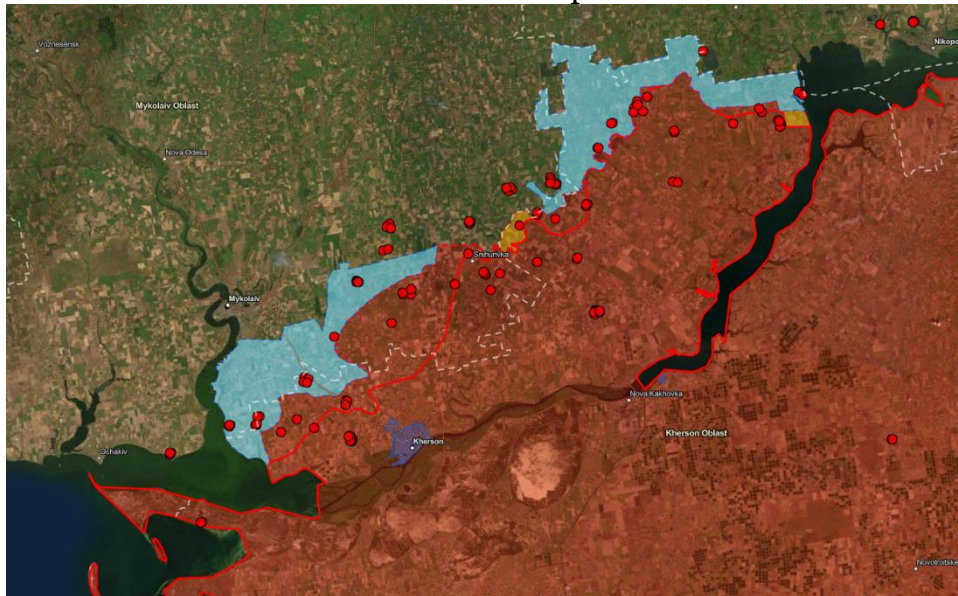 Voznesensk
Nikopo
Mykolaiv Oblast
Nova Odesa
Snihurivka
Mykolaiv
Nova Kakhovka
Kherson Oblast
Kherson
Ochakiv
Novotroitske